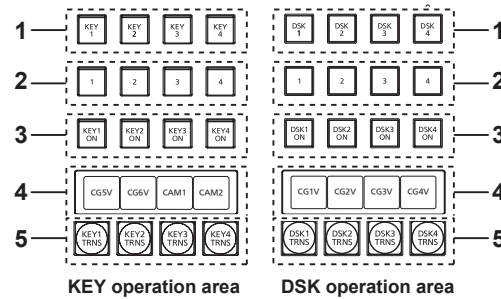 1 KEY 1 KEY 2 KEY 3 KEY 4 DSK 1 DSK 2 DSK 3 DSK 4 1
2 1 2 3 4 1 2 3 4 2
3 KEY1 ON KEY2 ON KEY3 ON KEY4 ON DSK1 ON DSK2 ON DSK3 ON DSK4 ON 3
4 CG5V CG6V CAM1 CAM2 CG1V CG2V CG3V CG4V 4
5 KEY1 TRNS KEY2 TRNS KEY3 TRNS KEY4 TRNS DSK1 TRNS DSK2 TRNS DSK3 TRNS DSK4 TRNS 5
KEY operation area DSK operation area